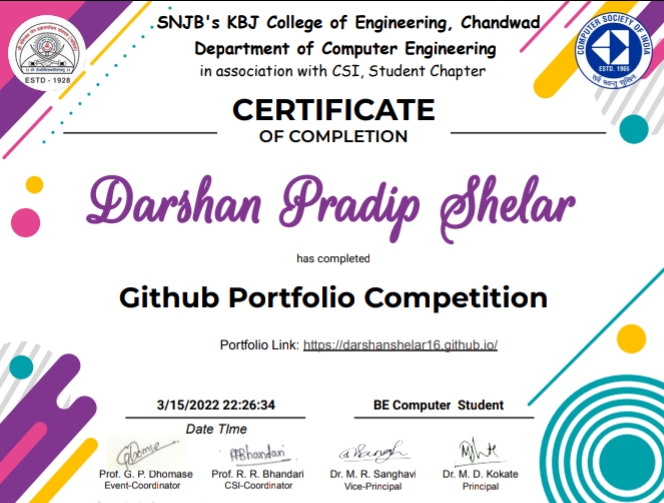 SNJB's KBJ College of Engineering, Chandwad
Department of Computer Engineering
in association with CSI, Student Chapter
ESTD - 1928
COMPUTER SOCIETY OF INDIA
ESTD. 1965
CERTIFICATE
OF COMPLETION
Darshan Pradip Shelar
has completed
Github Portfolio Competition
Portfolio Link: https://darshanshelar16.github.io/
3/15/2022 22:26:34
BE Computer Student
Date TIme
Prof. G. P. Dhomase
Event-Coordinator
Prof. R. R. Bhandari
CSI-Coordinator
Dr. M. R. Sanghavi
Vice-Principal
Dr. M. D. Kokate
Principal